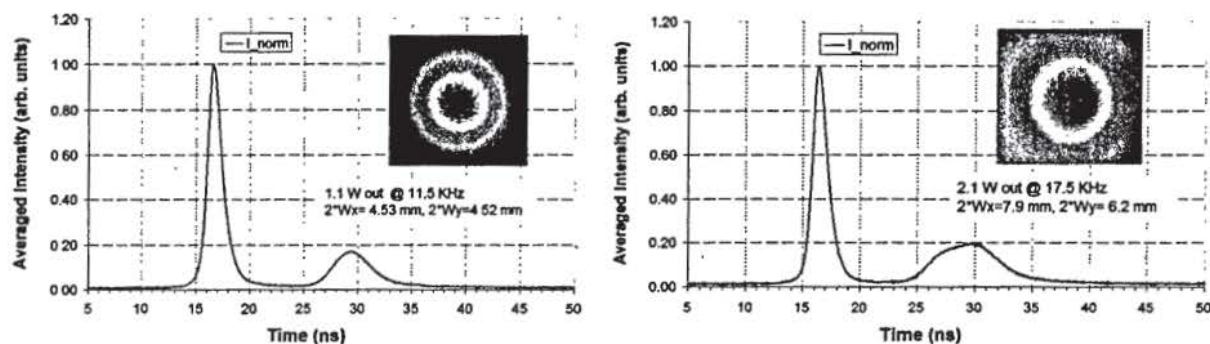 Averaged Intensity (arb. units)
1.20
1.00
0.80
0.60
0.40
0.20
0.00
I_norm
1.1 W out @ 11.5 KHz
2*Wx= 4.53 mm, 2*Wy=4.52 mm
5 10 15 20 25 30 35 40 45 50
Time (ns)
Averaged Intensity (arb. units)
1.20
1.00
0.80
0.60
0.40
0.20
0.00
I_norm
2.1 W out @ 17.5 KHz
2*Wx=7.9 mm, 2*Wy= 6.2 mm
5 10 15 20 25 30 35 40 45 50
Time (ns)